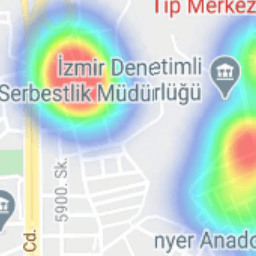 Tıp Merkez
İzmir Denetimli
Serbestlik Müdürlüğü
5900. Sk.
Cd.
nyer Anado